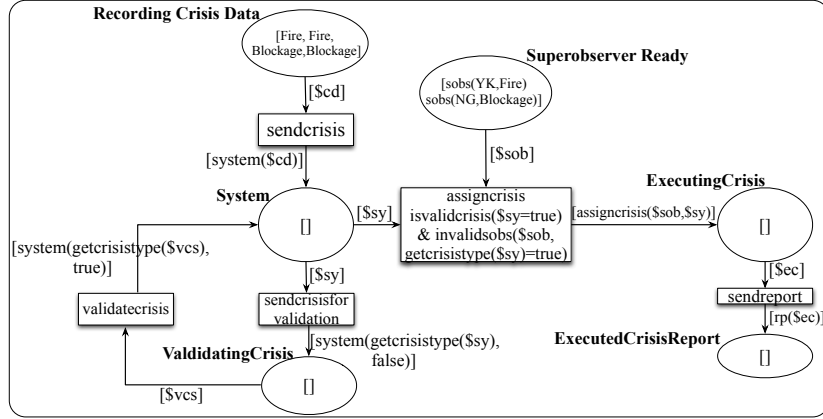 Recording Crisis Data
[Fire, Fire,
Blockage,Blockage]
Superobserver Ready
[sobs(YK,Fire)
sobs(NG,Blockage)]
[$cd]
sendcrisis
[$sob]
[system($cd)]
System
[]
[$sy]
assigncrisis
isvalidcrisis($sy=true)
& invalidsobs($sob,
getcrisistype($sy)=true)
[assigncrisis($sob,$sy)]
ExecutingCrisis
[]
[system(getcrisistype($vcs),
true)]
[$sy]
[$ec]
validatecrisis
sendcrisisfor
validation
sendreport
[system(getcrisistype($sy),
false)]
[rp($ec)]
ValdidatingCrisis
[]
ExecutedCrisisReport
[]
[$vcs]